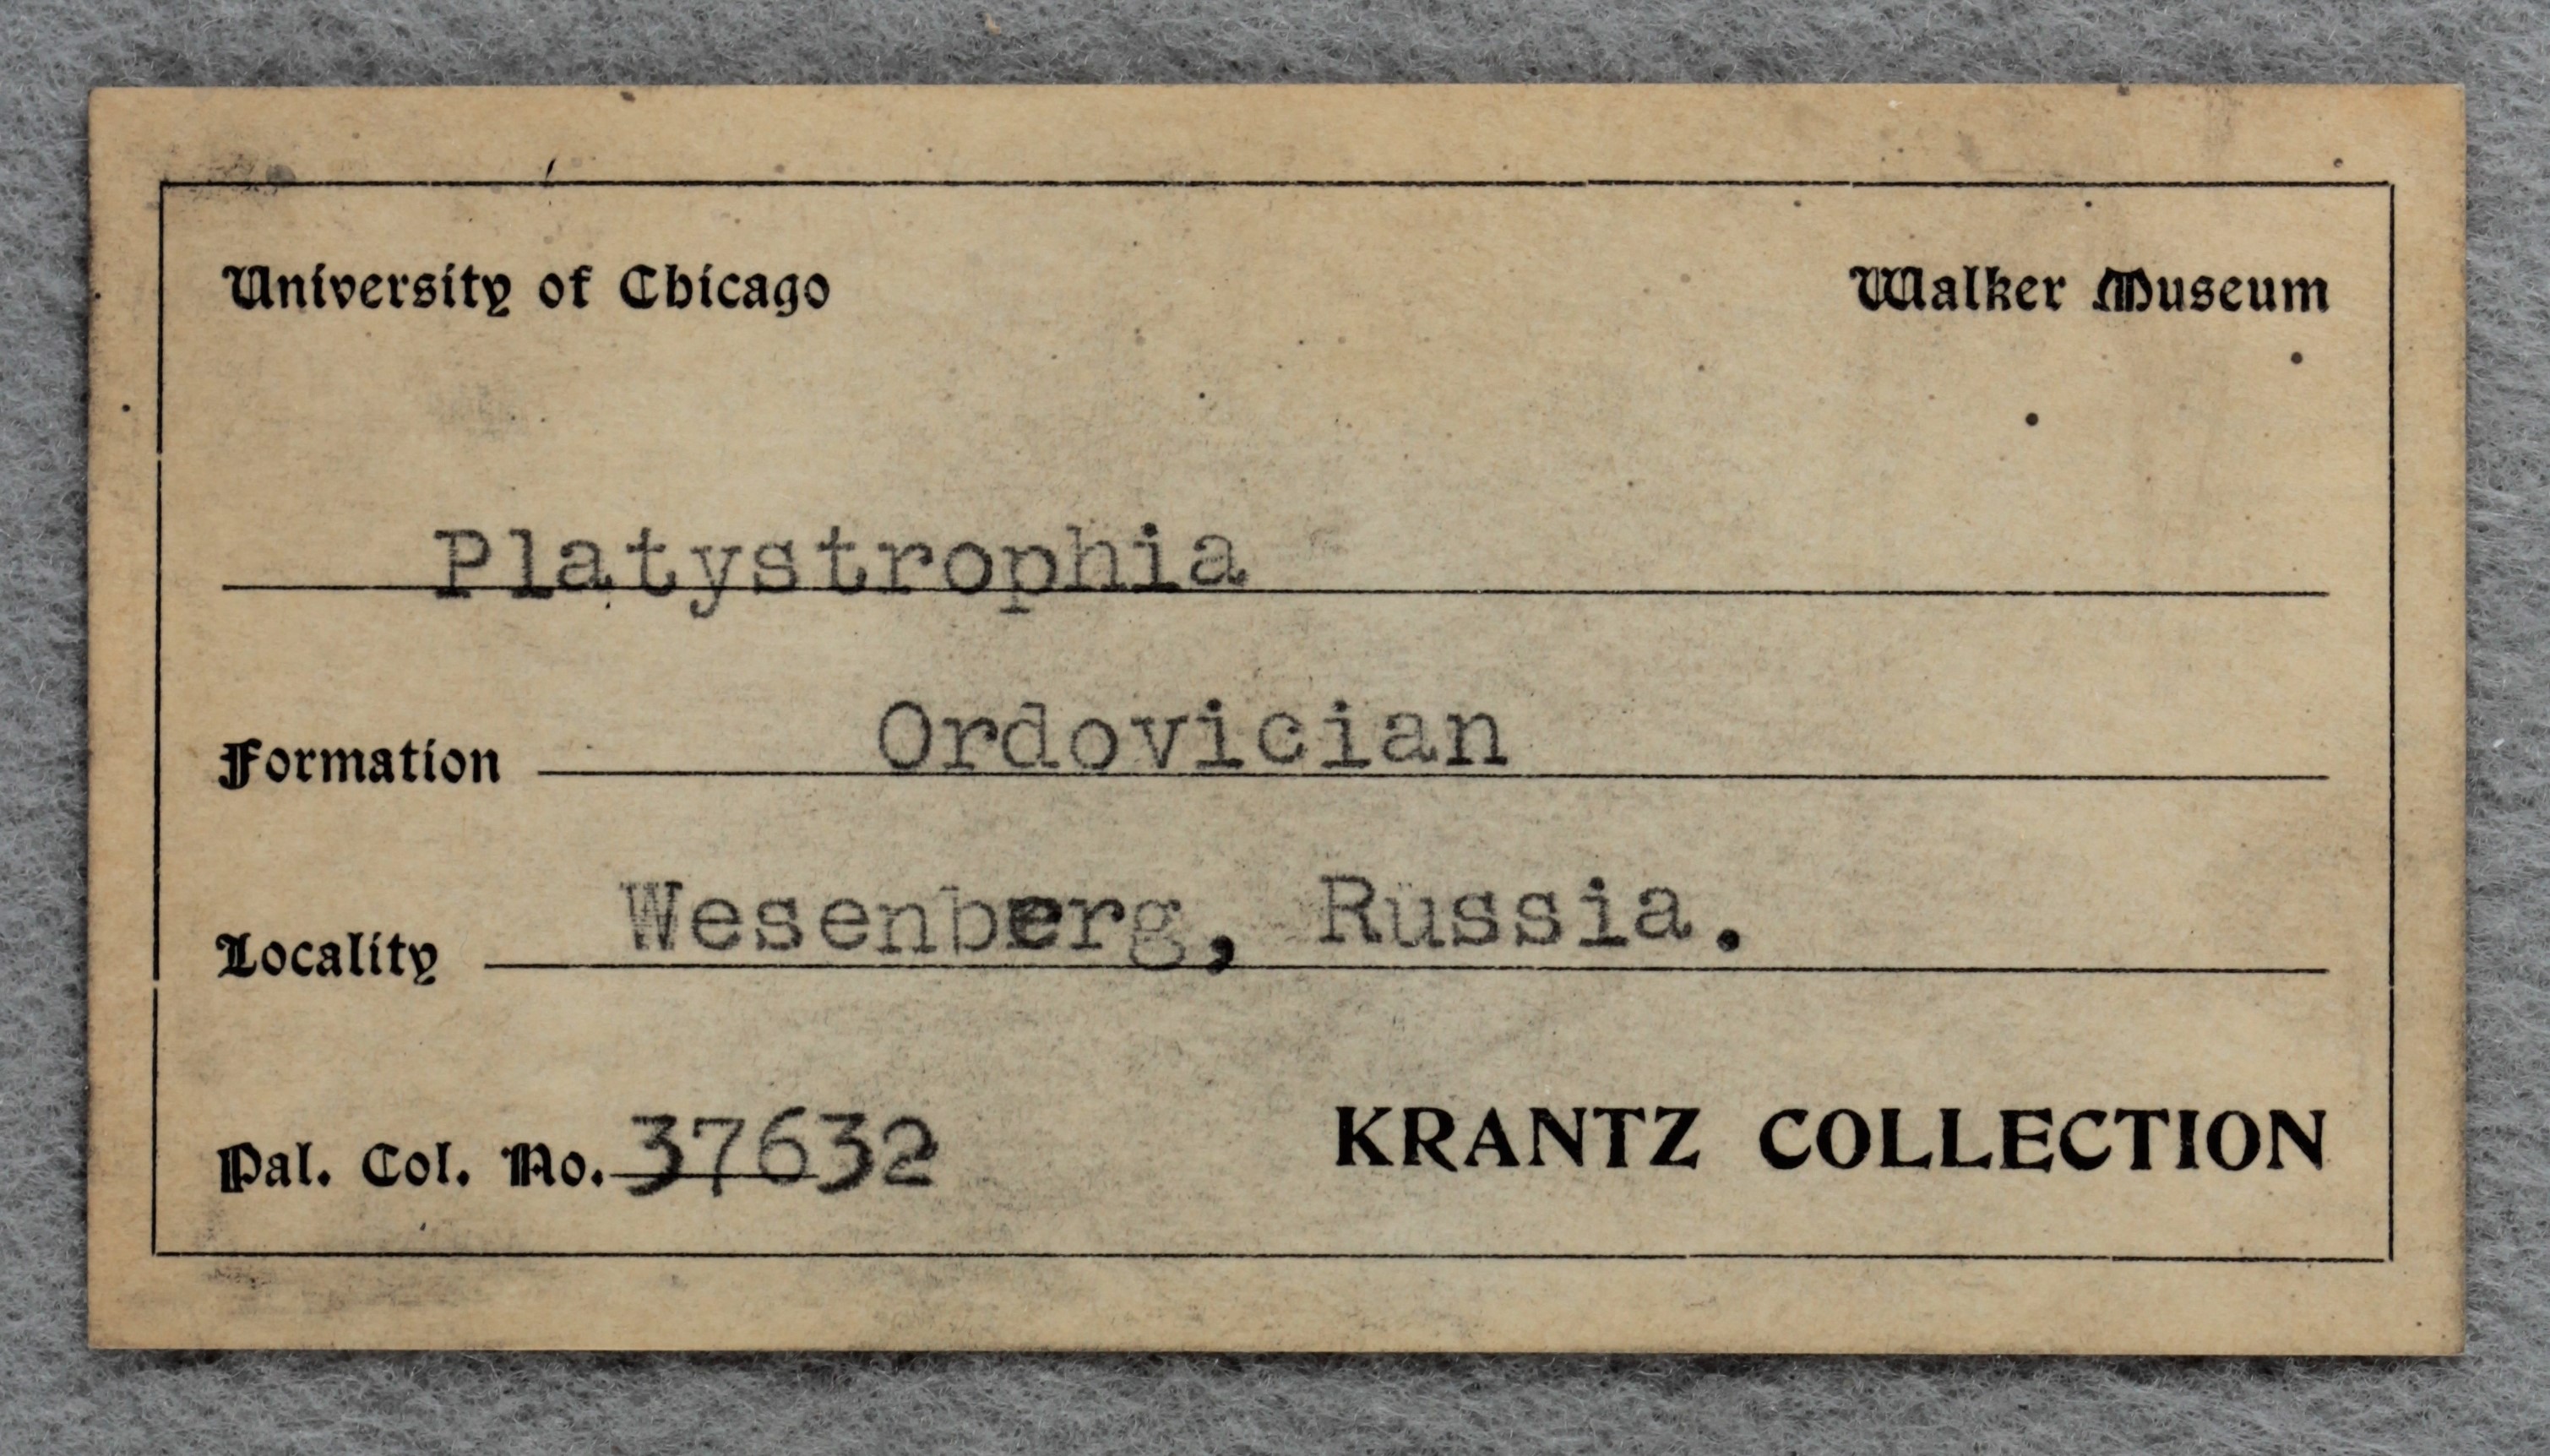 University of Chicago Walker Museum
Platystrophia
Formation Ordovician
Locality Wesenberg, Russia.
Pal. Col. No. 37632 KRANTZ COLLECTION